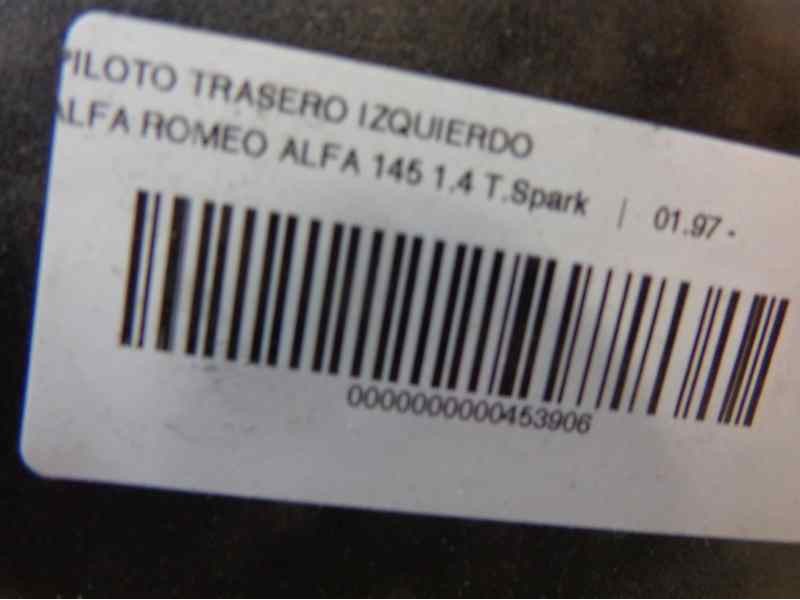 PILOTO TRASERO IZQUIERDO
ALFA ROMEO ALFA 145 1.4 T.Spark | 01.97 -
0000000000453906